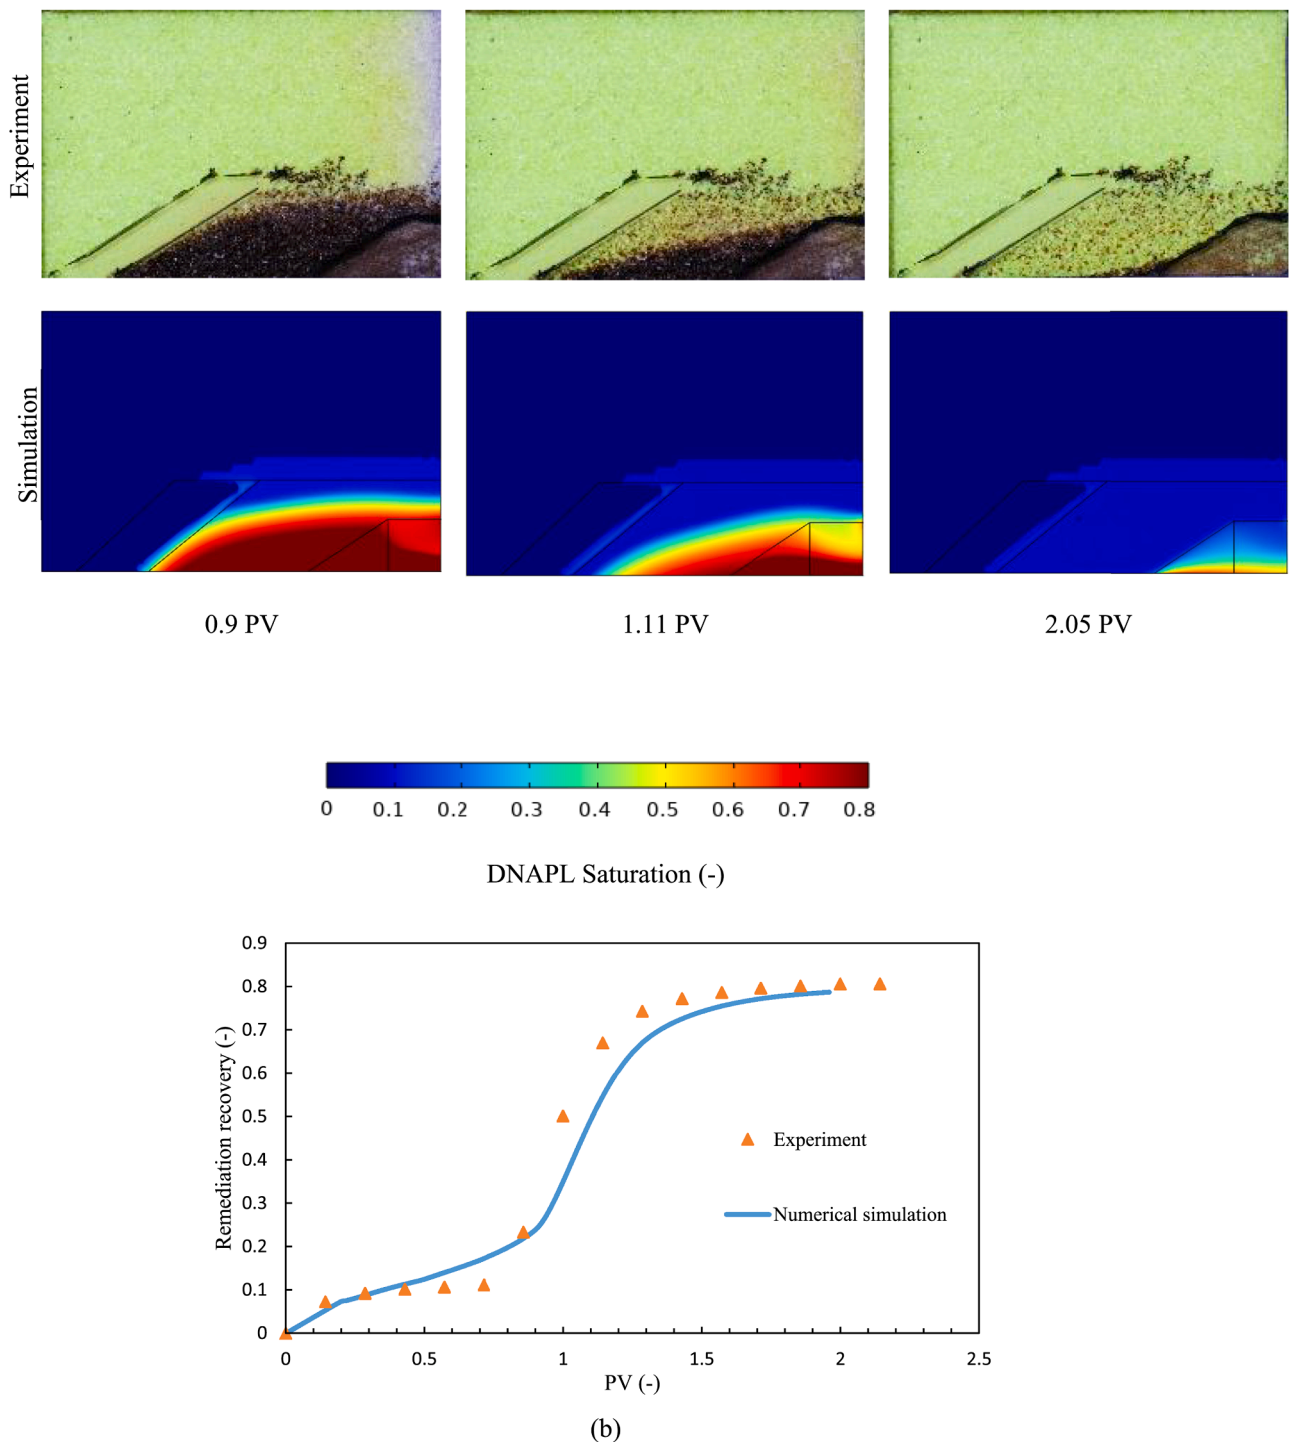 Experiment
Simulation
0.9 PV
1.11 PV
2.05 PV
0 0.1 0.2 0.3 0.4 0.5 0.6 0.7 0.8
DNAPL Saturation (-)
0.9
0.8
0.7
0.6
0.5
0.4
0.3
0.2
0.1
0
Remediation recovery (-)
Experiment
Numerical simulation
0 0.5 1 1.5 2 2.5
PV (-)
(b)